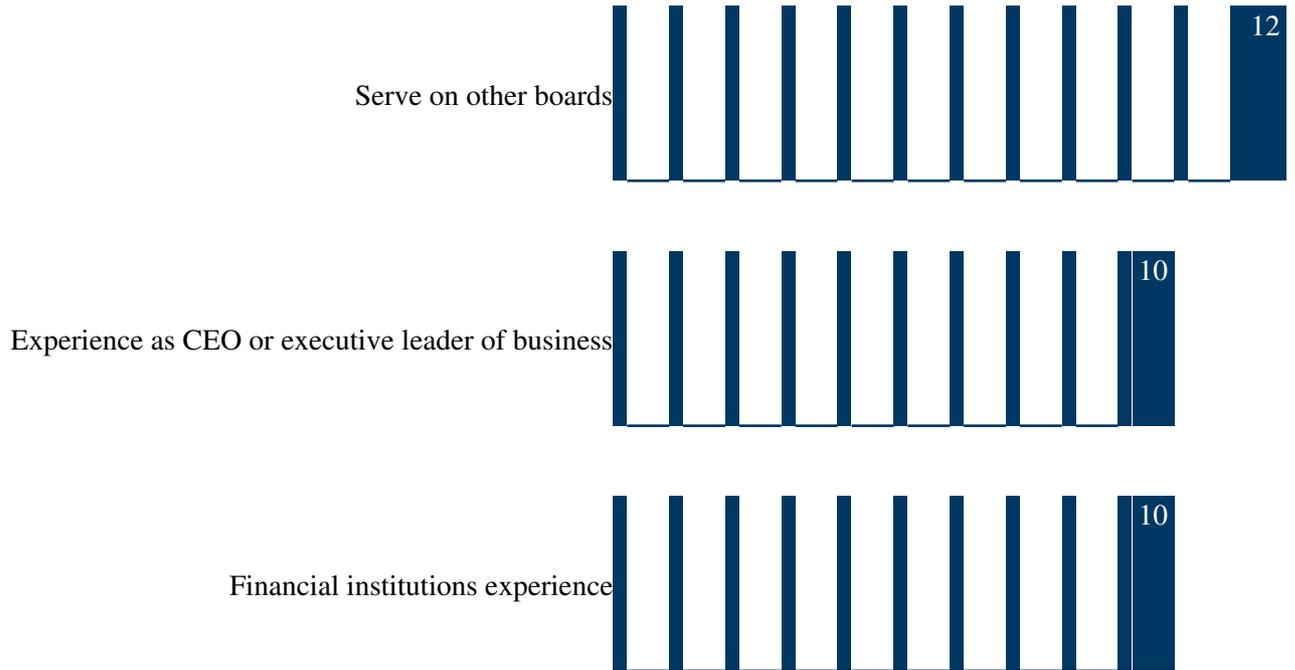 12
Serve on other boards
10
Experience as CEO or executive leader of business
10
Financial institutions experience